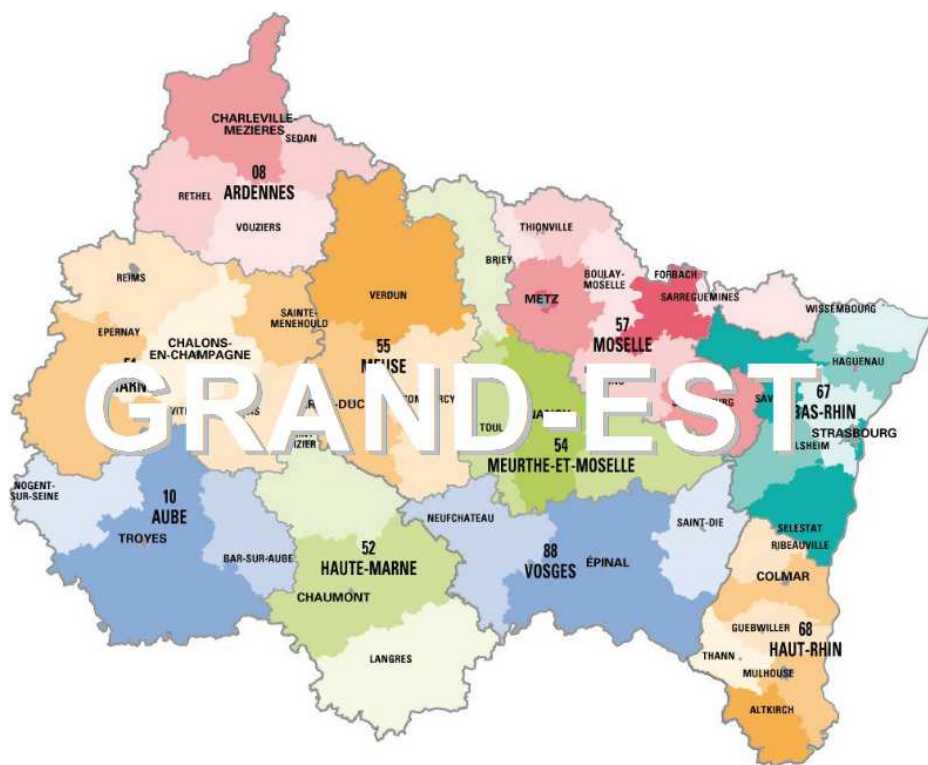 CHARLEVILLE-
MEZIERES
SEDAN
08
ARDENNES
RETHEL
VOUZIERS
THIONVILLE
BRIEY
BOULAY-
MOSELLE
FORBACH
REIMS
VERDUN
METZ
SARREGUEMINES
WISSEMBOURG
SAINTE-
MENEHOULD
EPERNAY
CHALONS-
EN-CHAMPAGNE
57
MOSELLE
HAGUENAU
55
MEUSE
GRAND-EST
67
BAS-RHIN
STRASBOURG
TOUL
54
MEURTHE-ET-MOSELLE
NOGENT-
SUR-SEINE
10
AUBE
TROYES
BAR-SUR-AUBE
NEUFCHATEAU
SAINT-DIE
SELESTAT
RIBEAUVILLE
52
HAUTE-MARNE
88
VOSGES
ÉPINAL
COLMAR
CHAUMONT
GUEBWILLER
68
HAUT-RHIN
LANGRES
THANN
MULHOUSE
ALTKIRCH